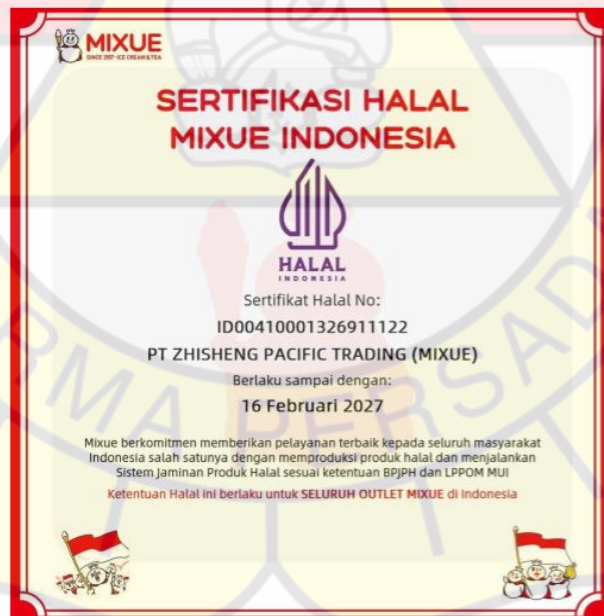 MIXUE
SINCE 1997·ICE CREAM & TEA
SERTIFIKASI HALAL
MIXUE INDONESIA
HALAL
INDONESIA
Sertifikat Halal No:
ID00410001326911122
PT ZHISHENG PACIFIC TRADING (MIXUE)
Berlaku sampai dengan:
16 Februari 2027
Mixue berkomitmen memberikan pelayanan terbaik kepada seluruh masyarakat
Indonesia salah satunya dengan memproduksi produk halal dan menjalankan
Sistem Jaminan Produk Halal sesuai ketentuan BPJPH dan LPPOM MUI
Ketentuan Halal ini berlaku untuk SELURUH OUTLET MIXUE di Indonesia
RMA PERSADA